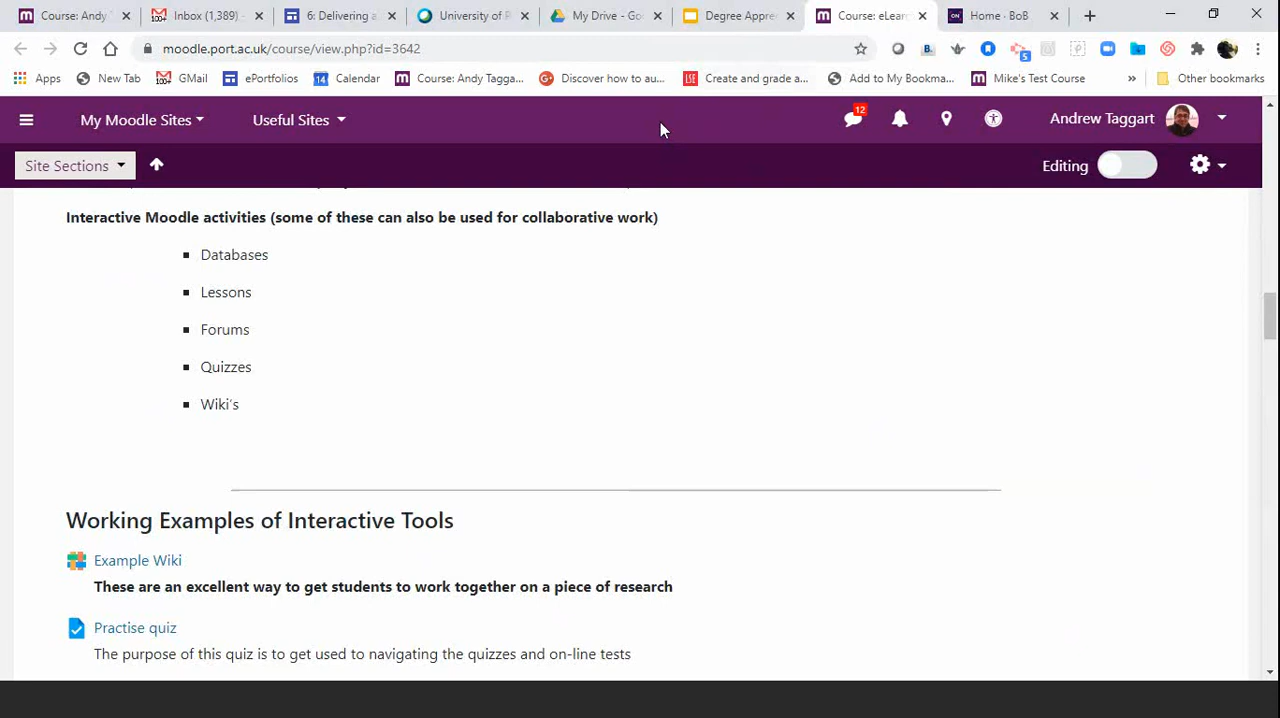 Course: Andy
Inbox (1,389)
6: Delivering a
University of P
My Drive - Go
Degree Appre
Course: eLear
Home · BoB
moodle.port.ac.uk/course/view.php?id=3642
Apps
New Tab
GMail
ePortfolios
Calendar
Course: Andy Tagga...
Discover how to au...
Create and grade a...
Add to My Bookma...
Mike's Test Course
Other bookmarks
My Moodle Sites
Useful Sites
12
Andrew Taggart
Site Sections
Editing
Interactive Moodle activities (some of these can also be used for collaborative work)
Databases
Lessons
Forums
Quizzes
Wiki's
Working Examples of Interactive Tools
Example Wiki
These are an excellent way to get students to work together on a piece of research
Practise quiz
The purpose of this quiz is to get used to navigating the quizzes and on-line tests